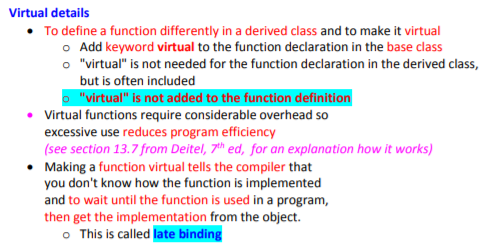 Virtual details
• To define a function differently in a derived class and to make it virtual
o Add keyword virtual to the function declaration in the base class
o "virtual" is not needed for the function declaration in the derived class,
but is often included
o "virtual" is not added to the function definition
• Virtual functions require considerable overhead so
excessive use reduces program efficiency
(see section 13.7 from Deitel, 7th ed, for an explanation how it works)
• Making a function virtual tells the compiler that
you don't know how the function is implemented
and to wait until the function is used in a program,
then get the implementation from the object.
o This is called late binding